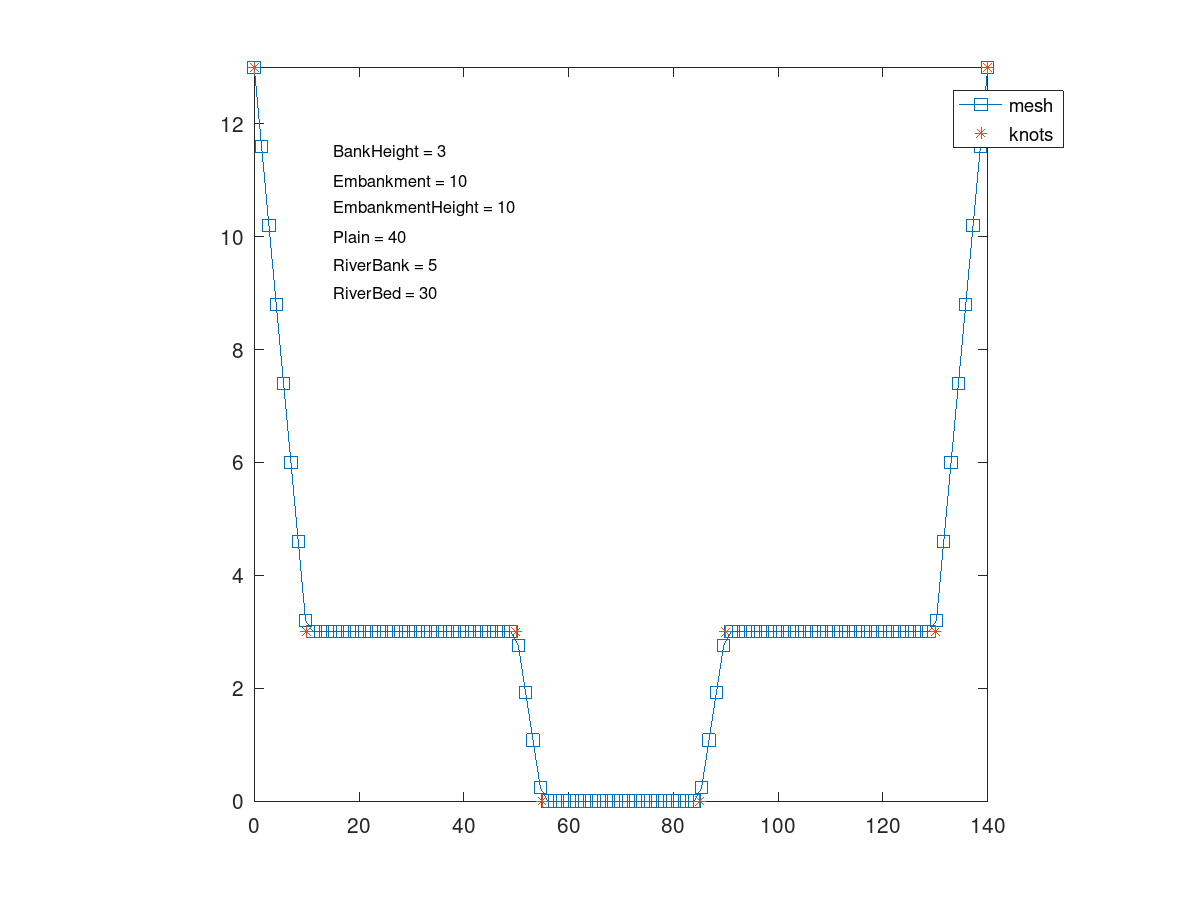 mesh
knots
BankHeight = 3
Embankment = 10
EmbankmentHeight = 10
Plain = 40
RiverBank = 5
RiverBed = 30
12
10
8
6
4
2
0
0 20 40 60 80 100 120 140